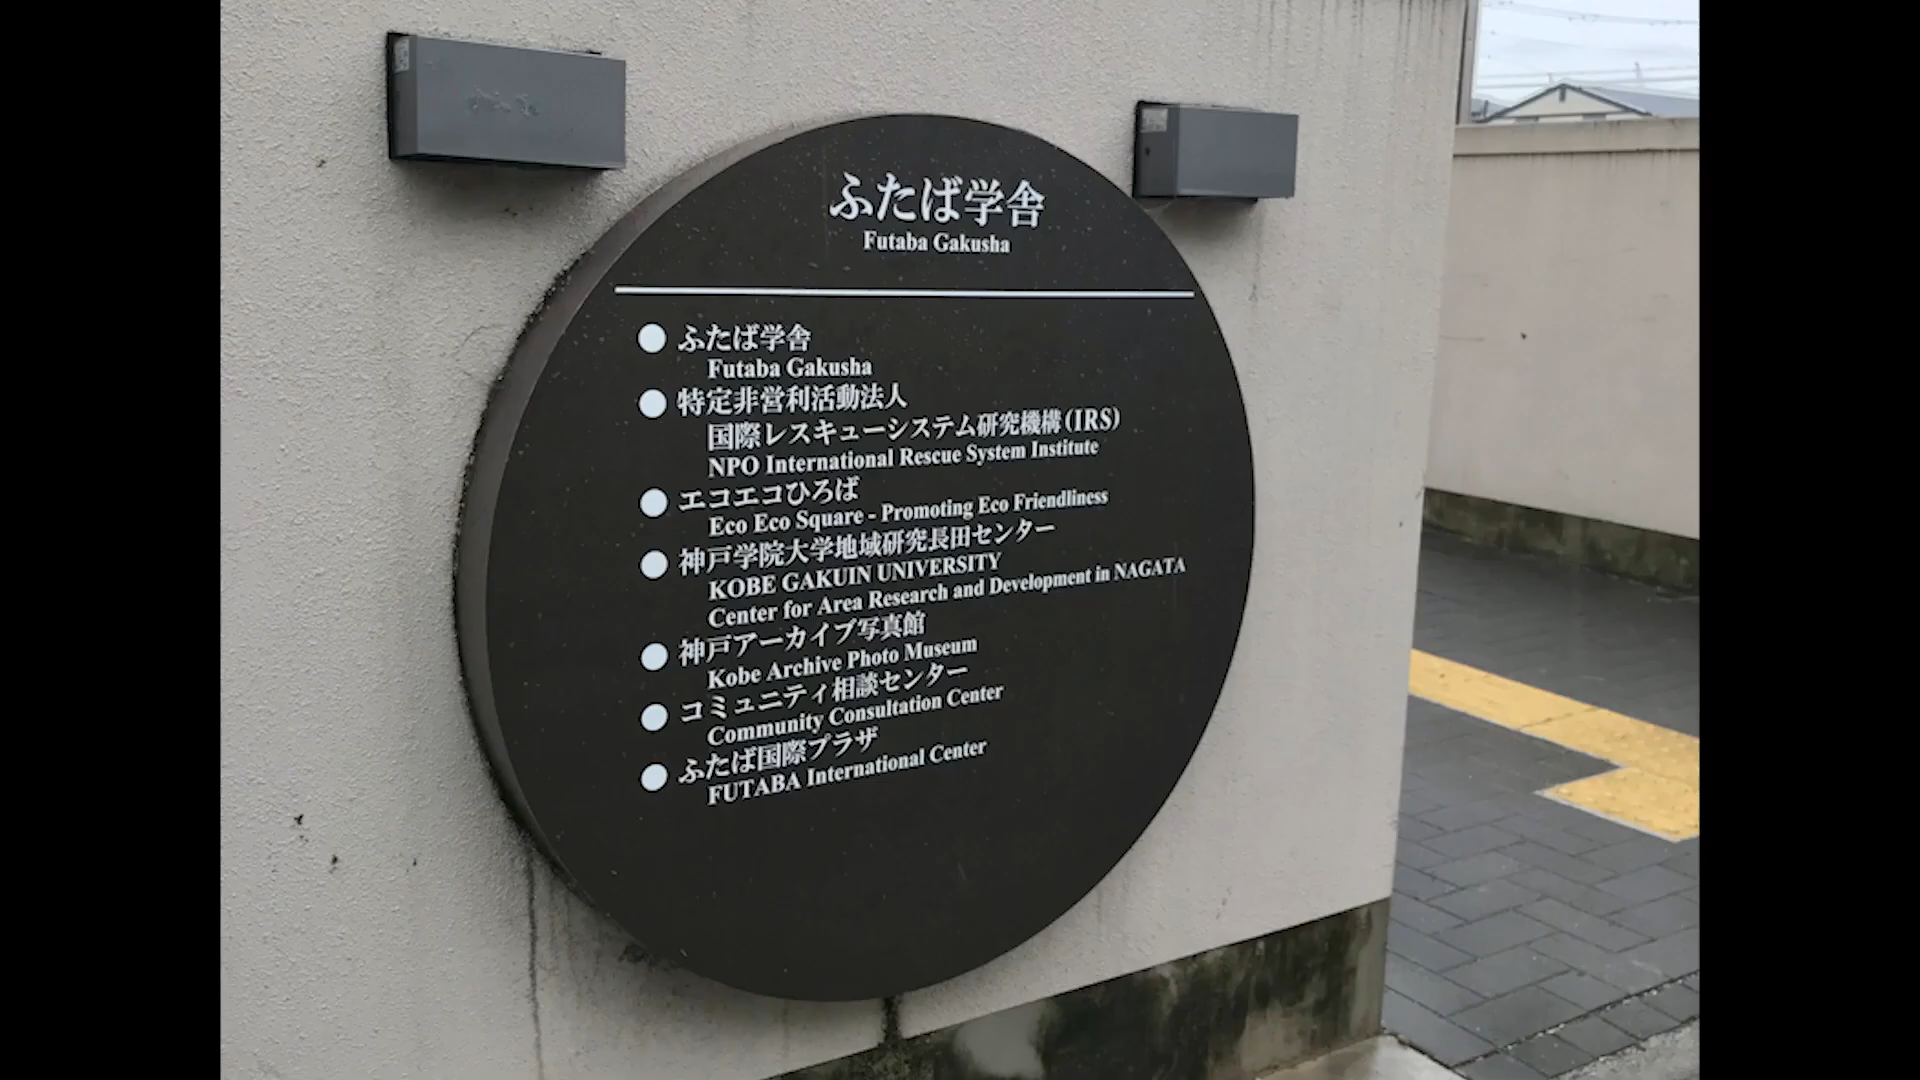 ふたば学舎
Futaba Gakusha
ふたば学舎
Futaba Gakusha
特定非営利活動法人
国際レスキューシステム研究機構(IRS)
NPO International Rescue System Institute
エコエコひろば
Eco Eco Square - Promoting Eco Friendliness
神戸学院大学地域研究長田センター
KOBE GAKUIN UNIVERSITY
Center for Area Research and Development in NAGATA
神戸アーカイブ写真館
Kobe Archive Photo Museum
コミュニティ相談センター
Community Consultation Center
ふたば国際プラザ
FUTABA International Center